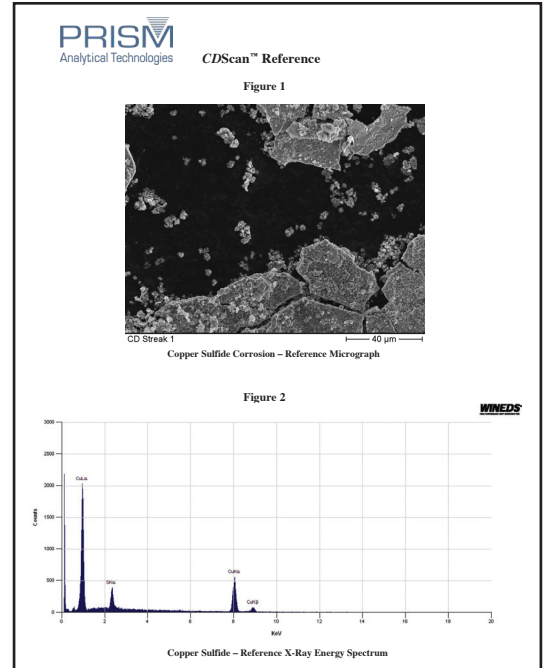 PRISM
Analytical Technologies
CDScan™ Reference
Figure 1
CD Streak 1
40 µm
Copper Sulfide Corrosion – Reference Micrograph
Figure 2
WINEDS
3000
2500
2000
1500
1000
500
0
Counts
CuLα
SKα
CuKα
CuKβ
0 2 4 6 8 10 12 14 16 18 20
KeV
Copper Sulfide – Reference X-Ray Energy Spectrum